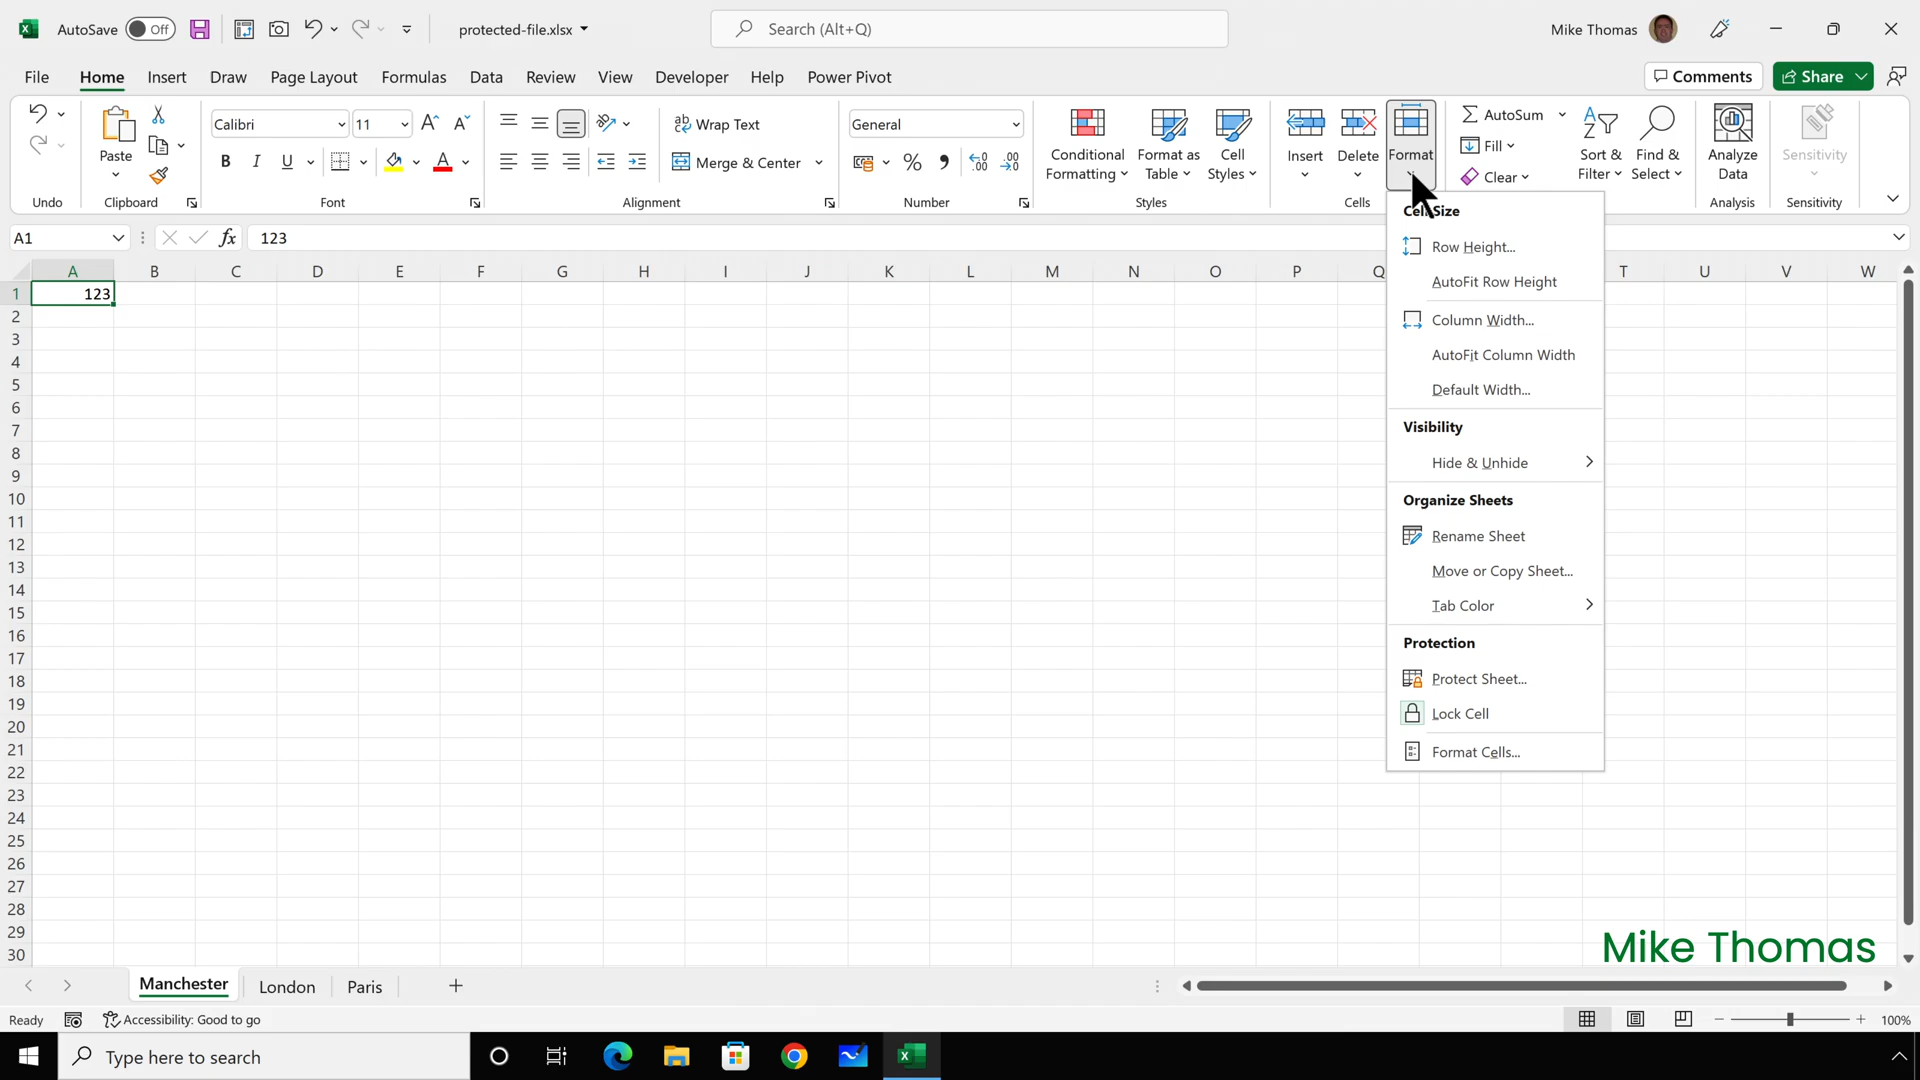 AutoSave Off protected-file.xlsx Search (Alt+Q) Mike Thomas
File Home Insert Draw Page Layout Formulas Data Review View Developer Help Power Pivot Comments Share
Paste Calibri 11 Wrap Text General AutoSum
B I U Merge & Center % Conditional Formatting Format as Table Cell Styles Insert Delete Format Fill Sort & Filter Find & Select Analyze Data Sensitivity
Clear
Undo Clipboard Font Alignment Number Styles Cells Analysis Sensitivity
A1 fx 123
A B C D E F G H I J K L M N O P Q T U V W
1 123
2
3
4
5
6
7
8
9
10
11
12
13
14
15
16
17
18
19
20
21
22
23
24
25
26
27
28
29
30
Row Height...
AutoFit Row Height
Column Width...
AutoFit Column Width
Default Width...
Visibility
Hide & Unhide
Organize Sheets
Rename Sheet
Move or Copy Sheet...
Tab Color
Protection
Protect Sheet...
Lock Cell
Format Cells...
Mike Thomas
Manchester London Paris
Ready Accessibility: Good to go 100%
Type here to search